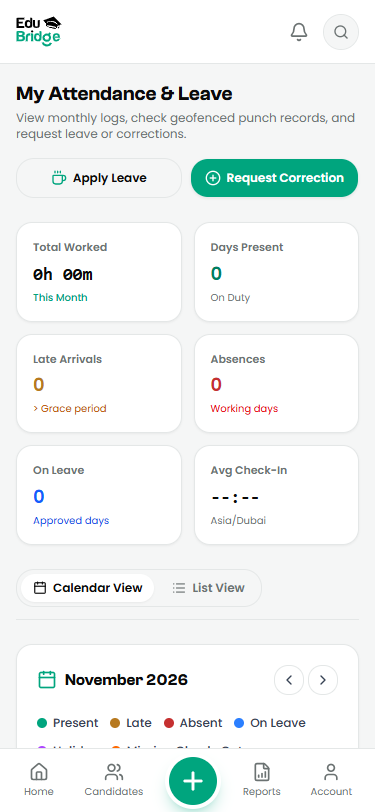 Edu
Bridge
My Attendance & Leave
View monthly logs, check geofenced punch records, and
request leave or corrections.
Apply Leave
Request Correction
Total Worked
0h 00m
This Month
Days Present
0
On Duty
Late Arrivals
0
> Grace period
Absences
0
Working days
On Leave
0
Approved days
Avg Check-In
--:--
Asia/Dubai
Calendar View
List View
November 2026
Present
Late
Absent
On Leave
Home
Candidates
Reports
Account